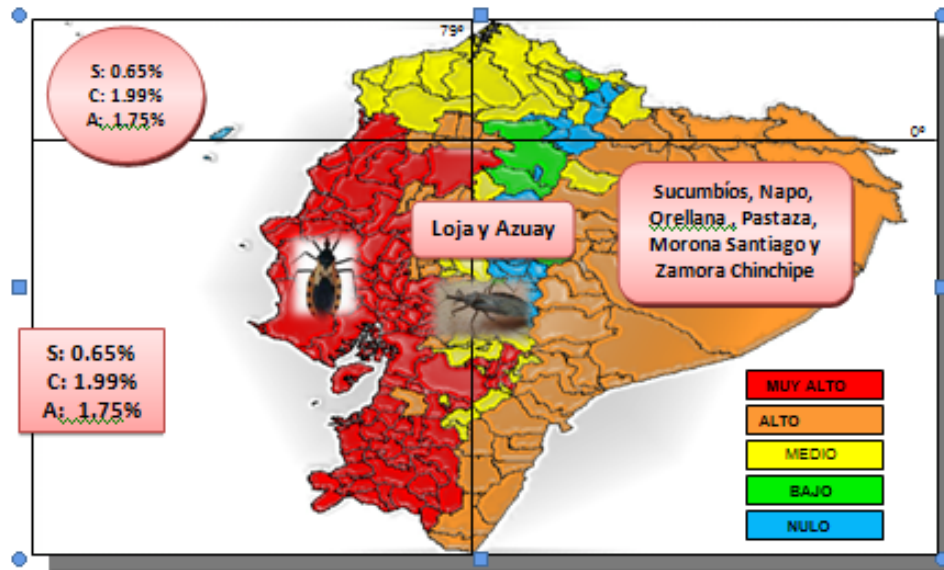 79º
S: 0.65%
C: 1.99%
A: 1.75%
0º
Loja y Azuay
Sucumbíos, Napo,
Orellana , Pastaza,
Morona Santiago y
Zamora Chinchipe
S: 0.65%
C: 1.99%
A: 1.75%
MUY ALTO
ALTO
MEDIO
BAJO
NULO